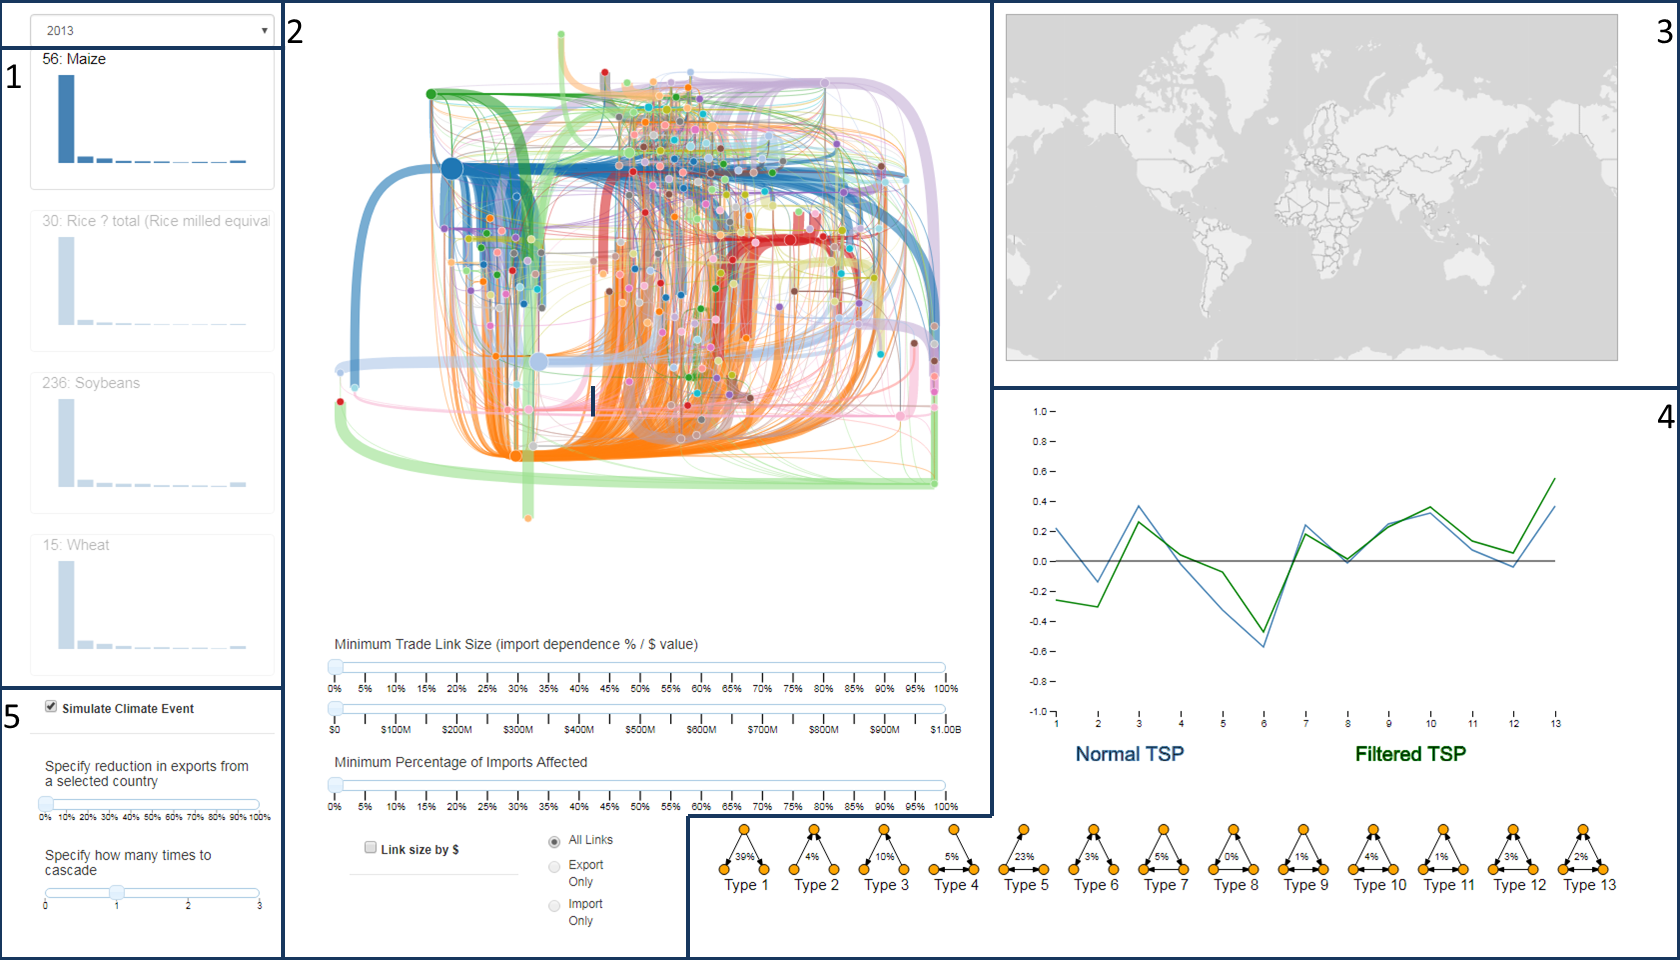 2013
1
56: Maize
30: Rice ? total (Rice milled equival
236: Soybeans
15: Wheat
5
Simulate Climate Event
Specify reduction in exports from
a selected country
0% 10% 20% 30% 40% 50% 60% 70% 80% 90% 100%
Specify how many times to
cascade
0 1 2 3
2
Minimum Trade Link Size (import dependence % / $ value)
0% 5% 10% 15% 20% 25% 30% 35% 40% 45% 50% 55% 60% 65% 70% 75% 80% 85% 90% 95% 100%
$0 $100M $200M $300M $400M $500M $600M $700M $800M $900M $1.00B
Minimum Percentage of Imports Affected
0% 5% 10% 15% 20% 25% 30% 35% 40% 45% 50% 55% 60% 65% 70% 75% 80% 85% 90% 95% 100%
Link size by $
All Links
Export
Only
Import
Only
3
4
1.0
0.8
0.6
0.4
0.2
0.0
-0.2
-0.4
-0.6
-0.8
-1.0
1 2 3 4 5 6 7 8 9 10 11 12 13
Normal TSP Filtered TSP
39% 4% 10% 5% 23% 3% 5% 0% 1% 4% 1% 3% 2%
Type 1 Type 2 Type 3 Type 4 Type 5 Type 6 Type 7 Type 8 Type 9 Type 10 Type 11 Type 12 Type 13